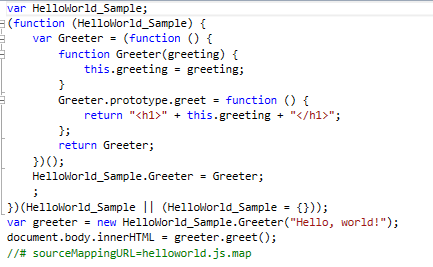 var HelloWorld_Sample;
(function (HelloWorld_Sample) {
    var Greeter = (function () {
        function Greeter(greeting) {
            this.greeting = greeting;
        }
        Greeter.prototype.greet = function () {
            return "<h1>" + this.greeting + "</h1>";
        };
        return Greeter;
    })();
    HelloWorld_Sample.Greeter = Greeter;
    ;
})(HelloWorld_Sample || (HelloWorld_Sample = {}));
var greeter = new HelloWorld_Sample.Greeter("Hello, world!");
document.body.innerHTML = greeter.greet();
//# sourceMappingURL=helloworld.js.map